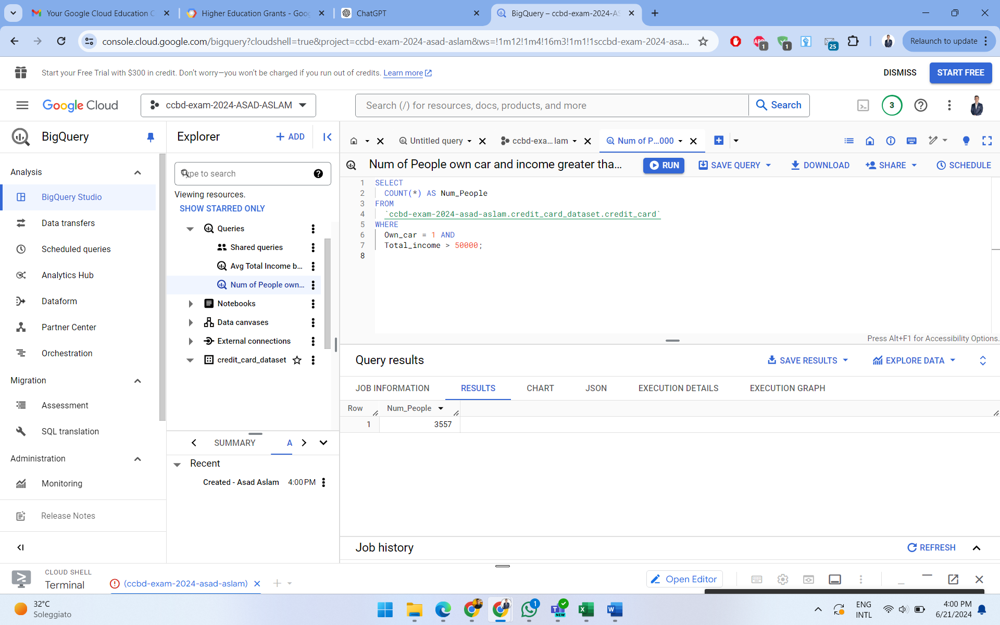 Your Google Cloud Education C
Higher Education Grants - Goog
ChatGPT
BigQuery – ccbd-exam-2024-AS
console.cloud.google.com/bigquery?cloudshell=true&project=ccbd-exam-2024-asad-aslam&ws=!1m12!1m4!16m3!1m1!1sccbd-exam-2024-asa...
ABP
1
1
25
Relaunch to update
Start your Free Trial with $300 in credit. Don’t worry—you won’t be charged if you run out of credits. Learn more
DISMISS
START FREE
Google Cloud
ccbd-exam-2024-ASAD-ASLAM
Search (/) for resources, docs, products, and more
Search
3
BigQuery
Analysis
BigQuery Studio
Data transfers
Scheduled queries
Analytics Hub
Dataform
Partner Center
Orchestration
Migration
Assessment
SQL translation
Administration
Monitoring
Release Notes
Explorer
ADD
Type to search
Viewing resources.
SHOW STARRED ONLY
Queries
Shared queries
Avg Total Income b...
Num of People own...
Notebooks
Data canvases
External connections
credit_card_dataset
SUMMARY
A
Recent
Created - Asad Aslam 4:00 PM
Untitled query
ccbd-exa... lam
Num of P...000
Num of People own car and income greater tha...
RUN
SAVE QUERY
DOWNLOAD
SHARE
SCHEDULE
1 SELECT
2 COUNT(*) AS Num_People
3 FROM
4 `ccbd-exam-2024-asad-aslam.credit_card_dataset.credit_card`
5 WHERE
6 Own_car = 1 AND
7 Total_income > 50000;
8
Press Alt+F1 for Accessibility Options.
Query results
SAVE RESULTS
EXPLORE DATA
JOB INFORMATION
RESULTS
CHART
JSON
EXECUTION DETAILS
EXECUTION GRAPH
Row Num_People
1 3557
Job history
REFRESH
CLOUD SHELL
Terminal
(ccbd-exam-2024-asad-aslam)
Open Editor
32°C
Soleggiato
1
NEW
ENG
INTL
4:00 PM
6/21/2024